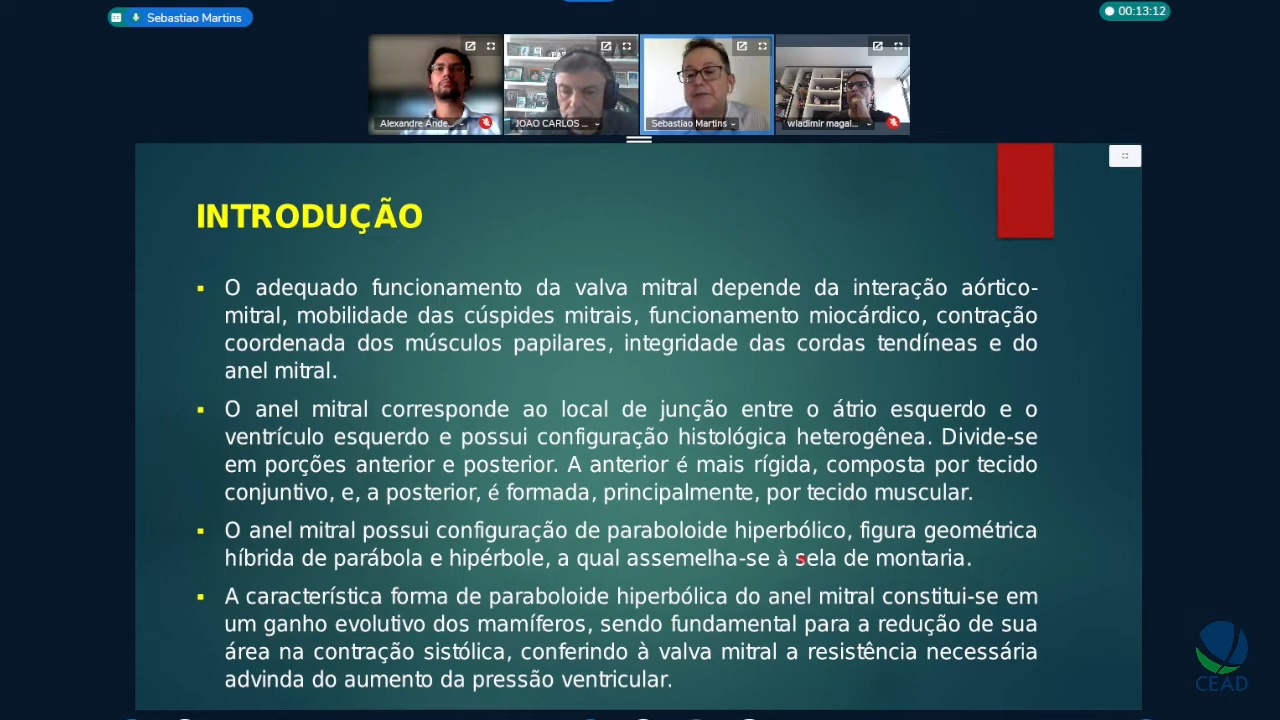 Sebastiao Martins
00:13:12
Alexandre Ande...
JOAO CARLOS ...
Sebastiao Martins
wladimir magal...
INTRODUÇÃO
O adequado funcionamento da valva mitral depende da interação aórtico-
mitral, mobilidade das cúspides mitrais, funcionamento miocárdico, contração
coordenada dos músculos papilares, integridade das cordas tendíneas e do
anel mitral.
O anel mitral corresponde ao local de junção entre o átrio esquerdo e o
ventrículo esquerdo e possui configuração histológica heterogênea. Divide-se
em porções anterior e posterior. A anterior é mais rígida, composta por tecido
conjuntivo, e, a posterior, é formada, principalmente, por tecido muscular.
O anel mitral possui configuração de paraboloide hiperbólico, figura geométrica
híbrida de parábola e hipérbole, a qual assemelha-se à sela de montaria.
A característica forma de paraboloide hiperbólica do anel mitral constitui-se em
um ganho evolutivo dos mamíferos, sendo fundamental para a redução de sua
área na contração sistólica, conferindo à valva mitral a resistência necessária
advinda do aumento da pressão ventricular.
CEAD